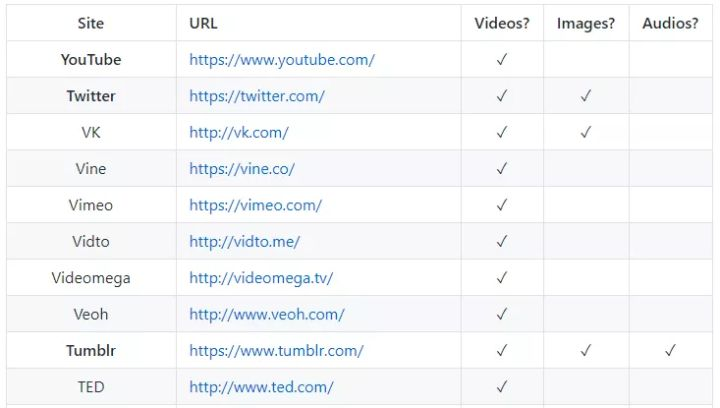 Site URL Videos? Images? Audios?
YouTube https://www.youtube.com/ ✓
Twitter https://twitter.com/ ✓ ✓
VK http://vk.com/ ✓ ✓
Vine https://vine.co/ ✓
Vimeo https://vimeo.com/ ✓
Vidto http://vidto.me/ ✓
Videomega http://videomega.tv/ ✓
Veoh http://www.veoh.com/ ✓
Tumblr https://www.tumblr.com/ ✓ ✓ ✓
TED http://www.ted.com/ ✓